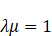 λμ = 1